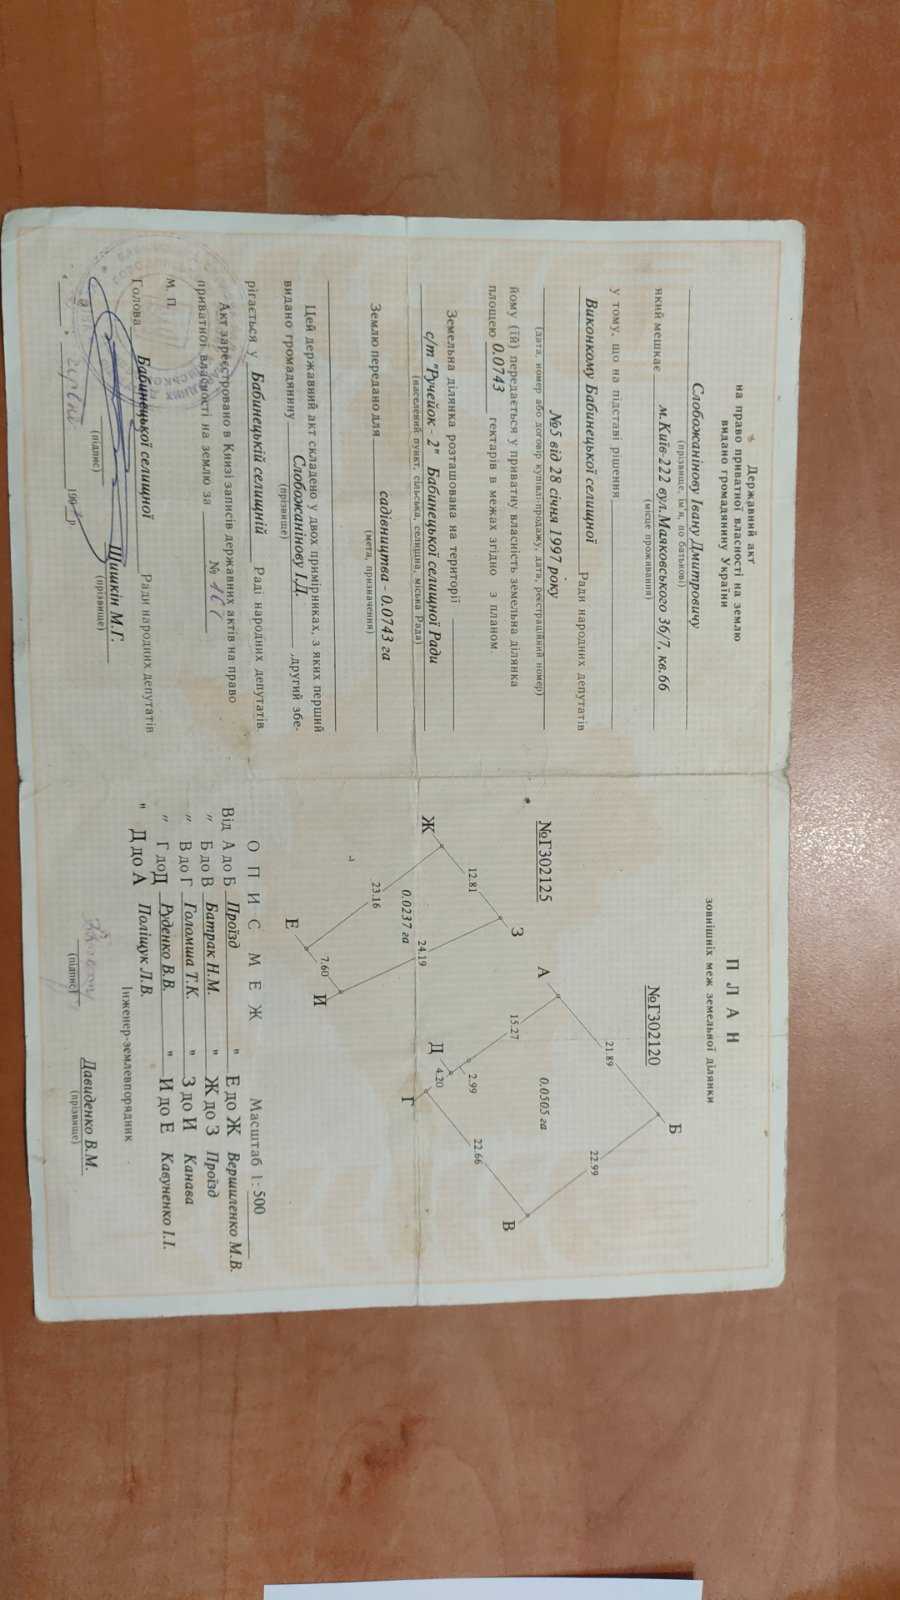 Державний акт
на право приватної власності на землю
видано громадянину України
Слобожанінову Івану Дмитровичу
(прізвище, ім'я, по батькові)
який мешкає м.Київ-222 вул.Маяковського 36/7, кв.66
(місце проживання)
у тому, що на підставі рішення
Виконкому Бабинецької селищної Ради народних депутатів
№5 від 28 січня 1997 року
(дата, номер або договір купівлі-продажу, дата, реєстраційний номер)
йому (їй) передається у приватну власність земельна ділянка
площею 0.0743 гектарів в межах згідно з планом.
Земельна ділянка розташована на території
с/т "Ручейок - 2" Бабинецької селищної Ради
(населений пункт, сільська, селищна, міська Рада)
Землю передано для садівництва - 0.0743 га
(мета, призначення)
Цей державний акт складено у двох примірниках, з яких перший
видано громадянину Слобожанінову І.Д. ,другий збе-
(прізвище)
рігається у Бабинецькій селищній Раді народних депутатів.
Акт зареєстровано в Книзі записів державних актів на право
приватної власності на землю за №
М. П.
Голова Бабинецької селищної Ради народних депутатів
Шишкін М.Г.
(підпис) (прізвище)
199 р.
П Л А Н
зовнішніх меж земельної ділянки
№Г302120
№Г302125
Б
21.89
22.99
А
0.0505 га
В
15.27
22.66
2.99
Д
4.20
Г
З
12.81
Ж
24.19
0.0237 га
23.16
7.60
И
Е
О П И С М Е Ж Масштаб 1: 500
Від А до Б Проїзд " Е до Ж Вершиленко М.В.
" Б до В Батрак Н.М. " Ж до З Проїзд
" В до Г Голомша Т.К. " З до И Канава
" Г до Д Руденко В.В. " И до Е Кавуненко І.І.
" Д до А Поліщук Л.В.
Інженер-землевпорядник
Давиденко В.М.
(підпис) (прізвище)